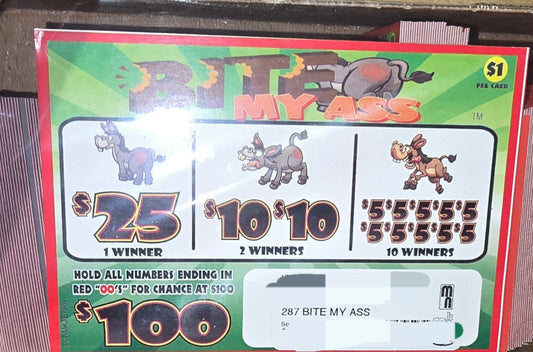 BITE
MY ASS
TM
$1
PER CARD
$25
1 WINNER
$10 $10
2 WINNERS
$5 $5 $5 $5 $5
$5 $5 $5 $5 $5
10 WINNERS
HOLD ALL NUMBERS ENDING IN
RED "00'S" FOR CHANCE AT $100
$100
287 BITE MY ASS
Se